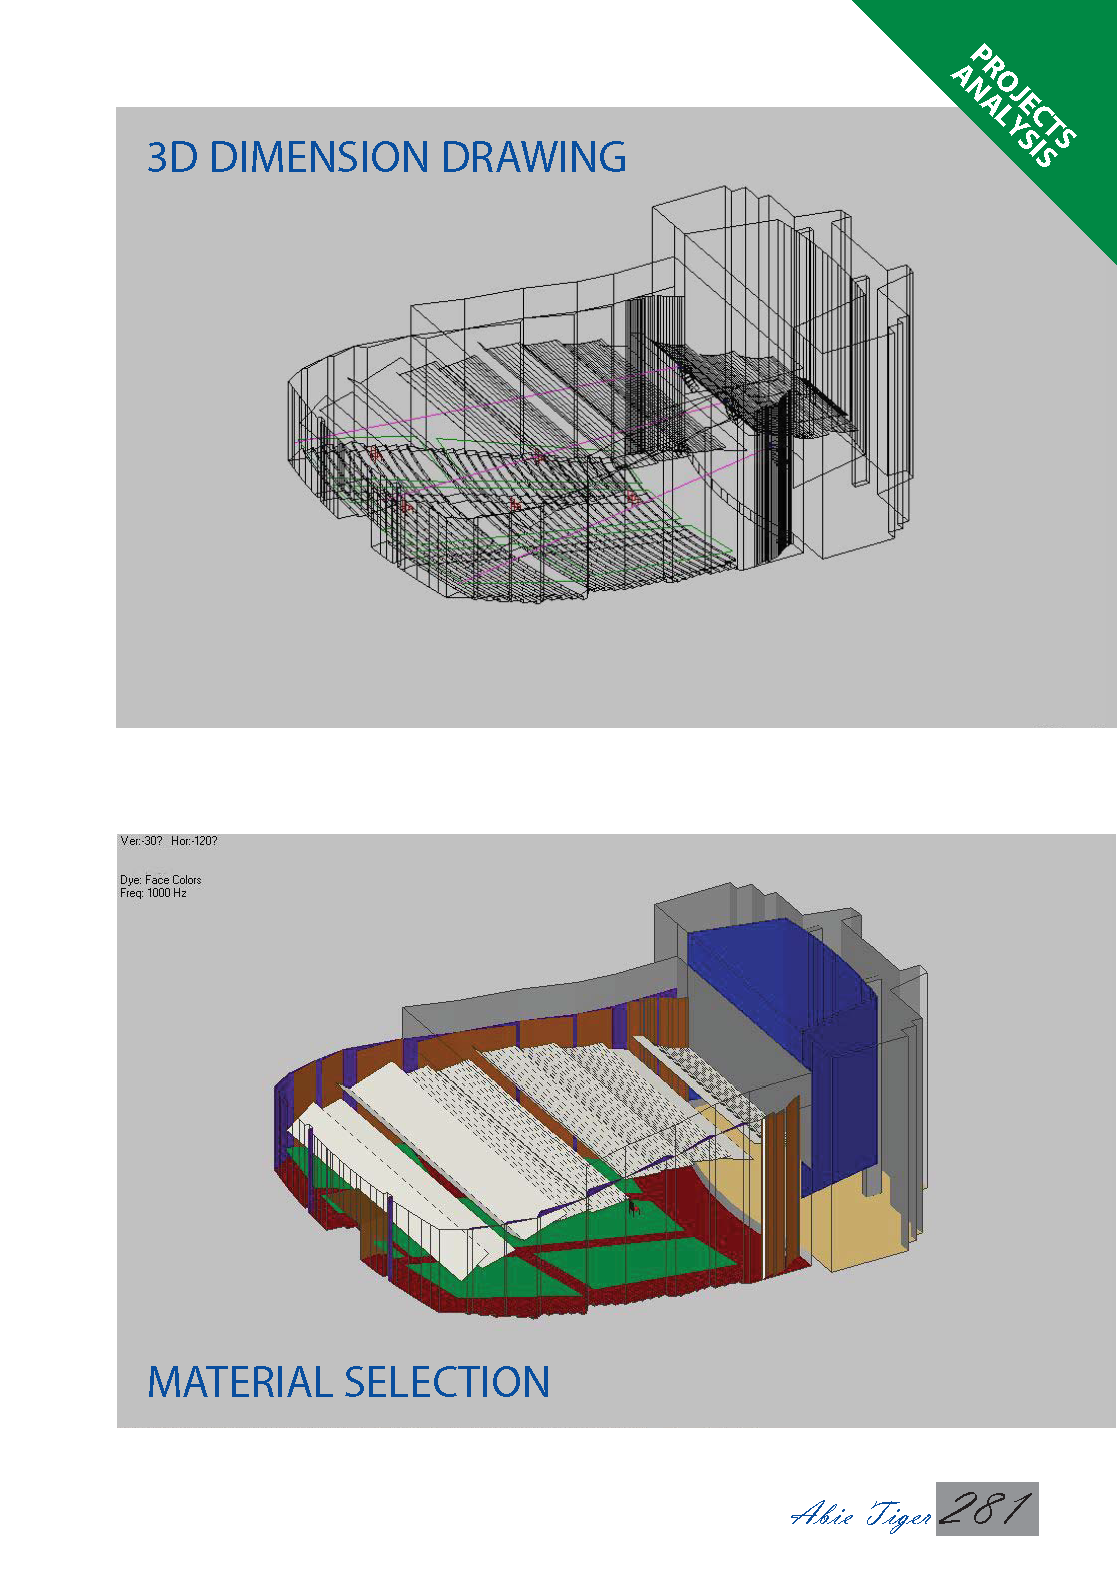 PROJECTS
ANALYSIS
3D DIMENSION DRAWING
Ver:-30? Hor:-120?
Dye: Face Colors
Freq: 1000 Hz
MATERIAL SELECTION
Abie Tiger 281